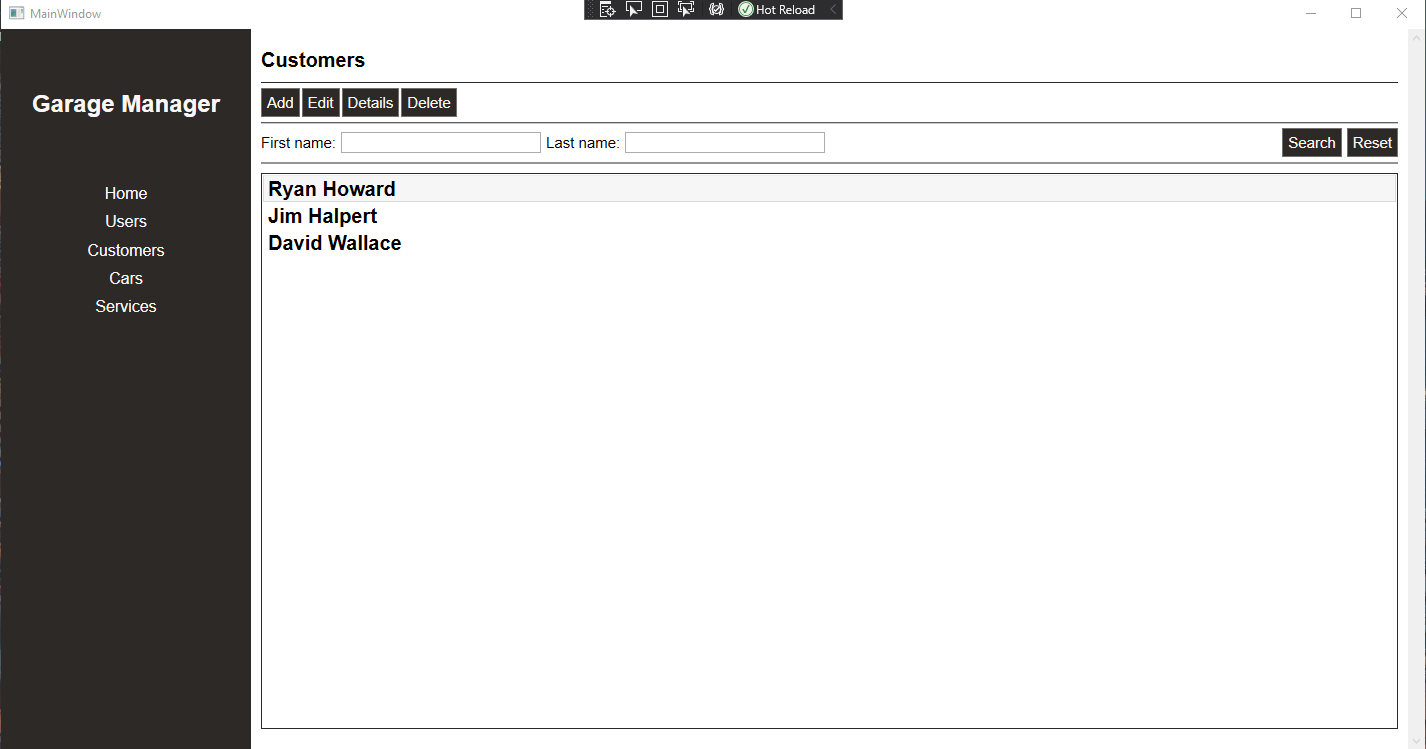 MainWindow
Hot Reload
Garage Manager
Home
Users
Customers
Cars
Services
Customers
Add Edit Details Delete
First name: Last name: Search Reset
Ryan Howard
Jim Halpert
David Wallace